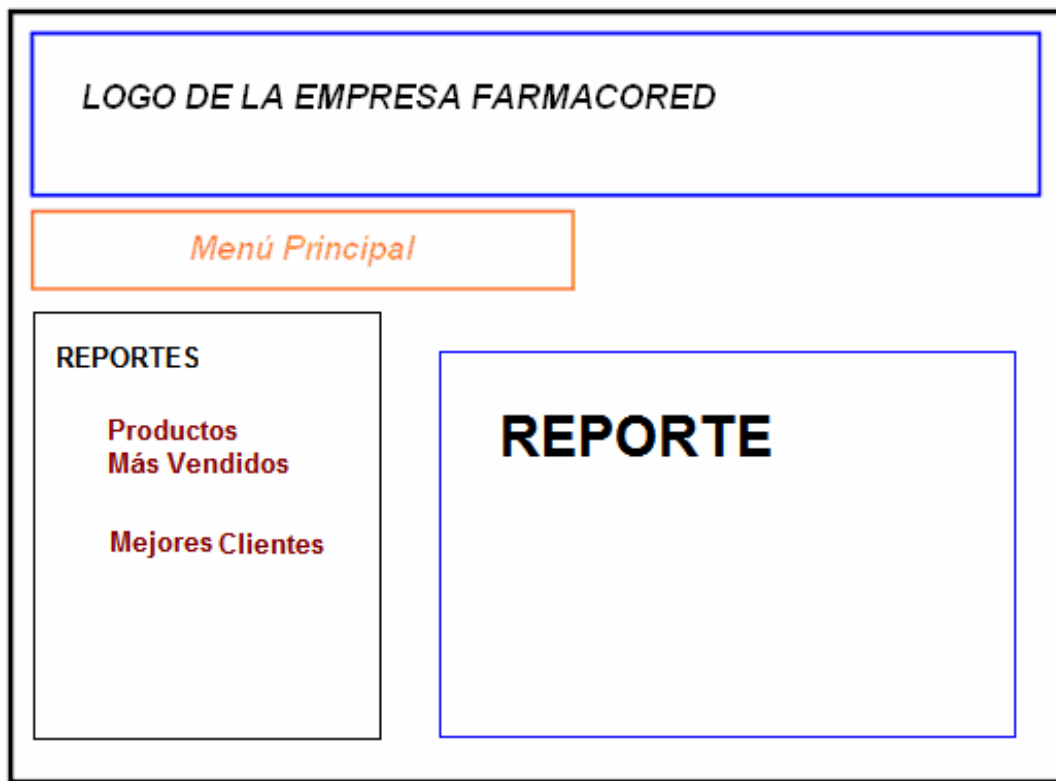 LOGO DE LA EMPRESA FARMACORED
Menú Principal
REPORTES
Productos
Más Vendidos
Mejores Clientes
REPORTE